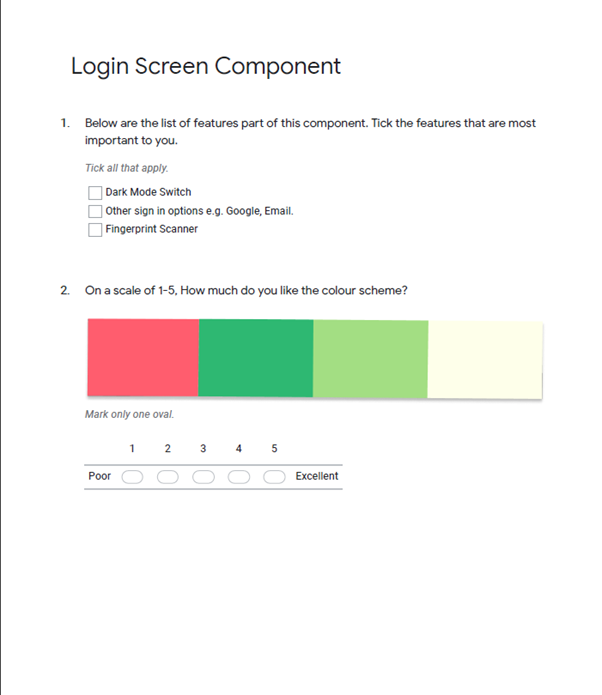 Login Screen Component
1. Below are the list of features part of this component. Tick the features that are most
important to you.
Tick all that apply.
Dark Mode Switch
Other sign in options e.g. Google, Email.
Fingerprint Scanner
2. On a scale of 1-5, How much do you like the colour scheme?
Mark only one oval.
1 2 3 4 5
Poor Excellent